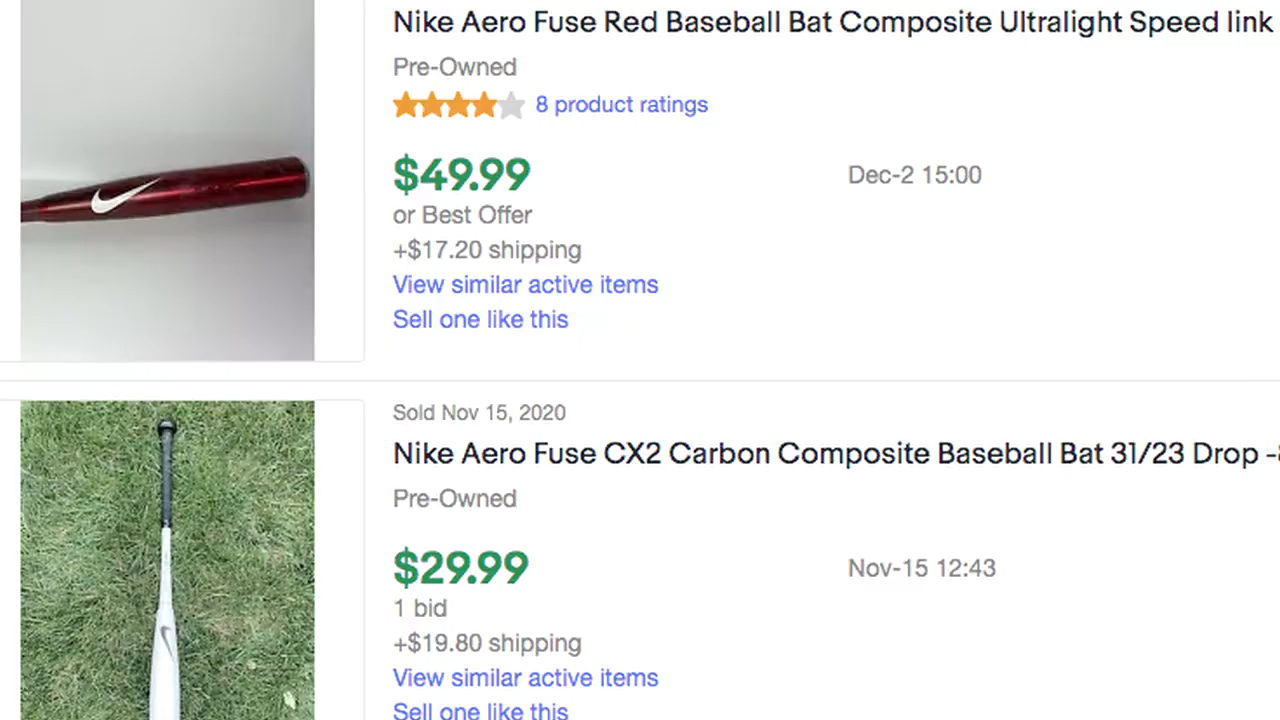 Nike Aero Fuse Red Baseball Bat Composite Ultralight Speed link
Pre-Owned
8 product ratings
$49.99
Dec-2 15:00
or Best Offer
+$17.20 shipping
View similar active items
Sell one like this
Sold Nov 15, 2020
Nike Aero Fuse CX2 Carbon Composite Baseball Bat 31/23 Drop -
Pre-Owned
$29.99
Nov-15 12:43
1 bid
+$19.80 shipping
View similar active items
Sell one like this